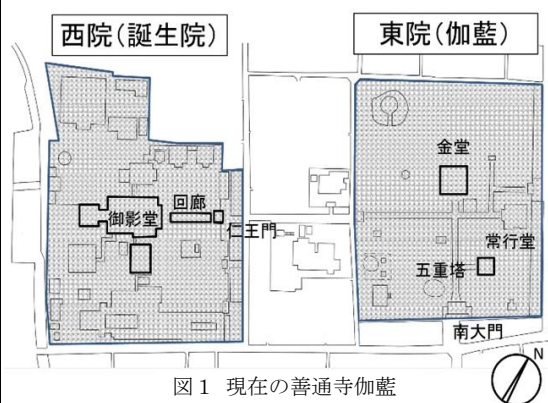 西院（誕生院）
東院（伽藍）
金堂
回廊
御影堂
仁王門
常行堂
五重塔
南大門
N
図１ 現在の善通寺伽藍